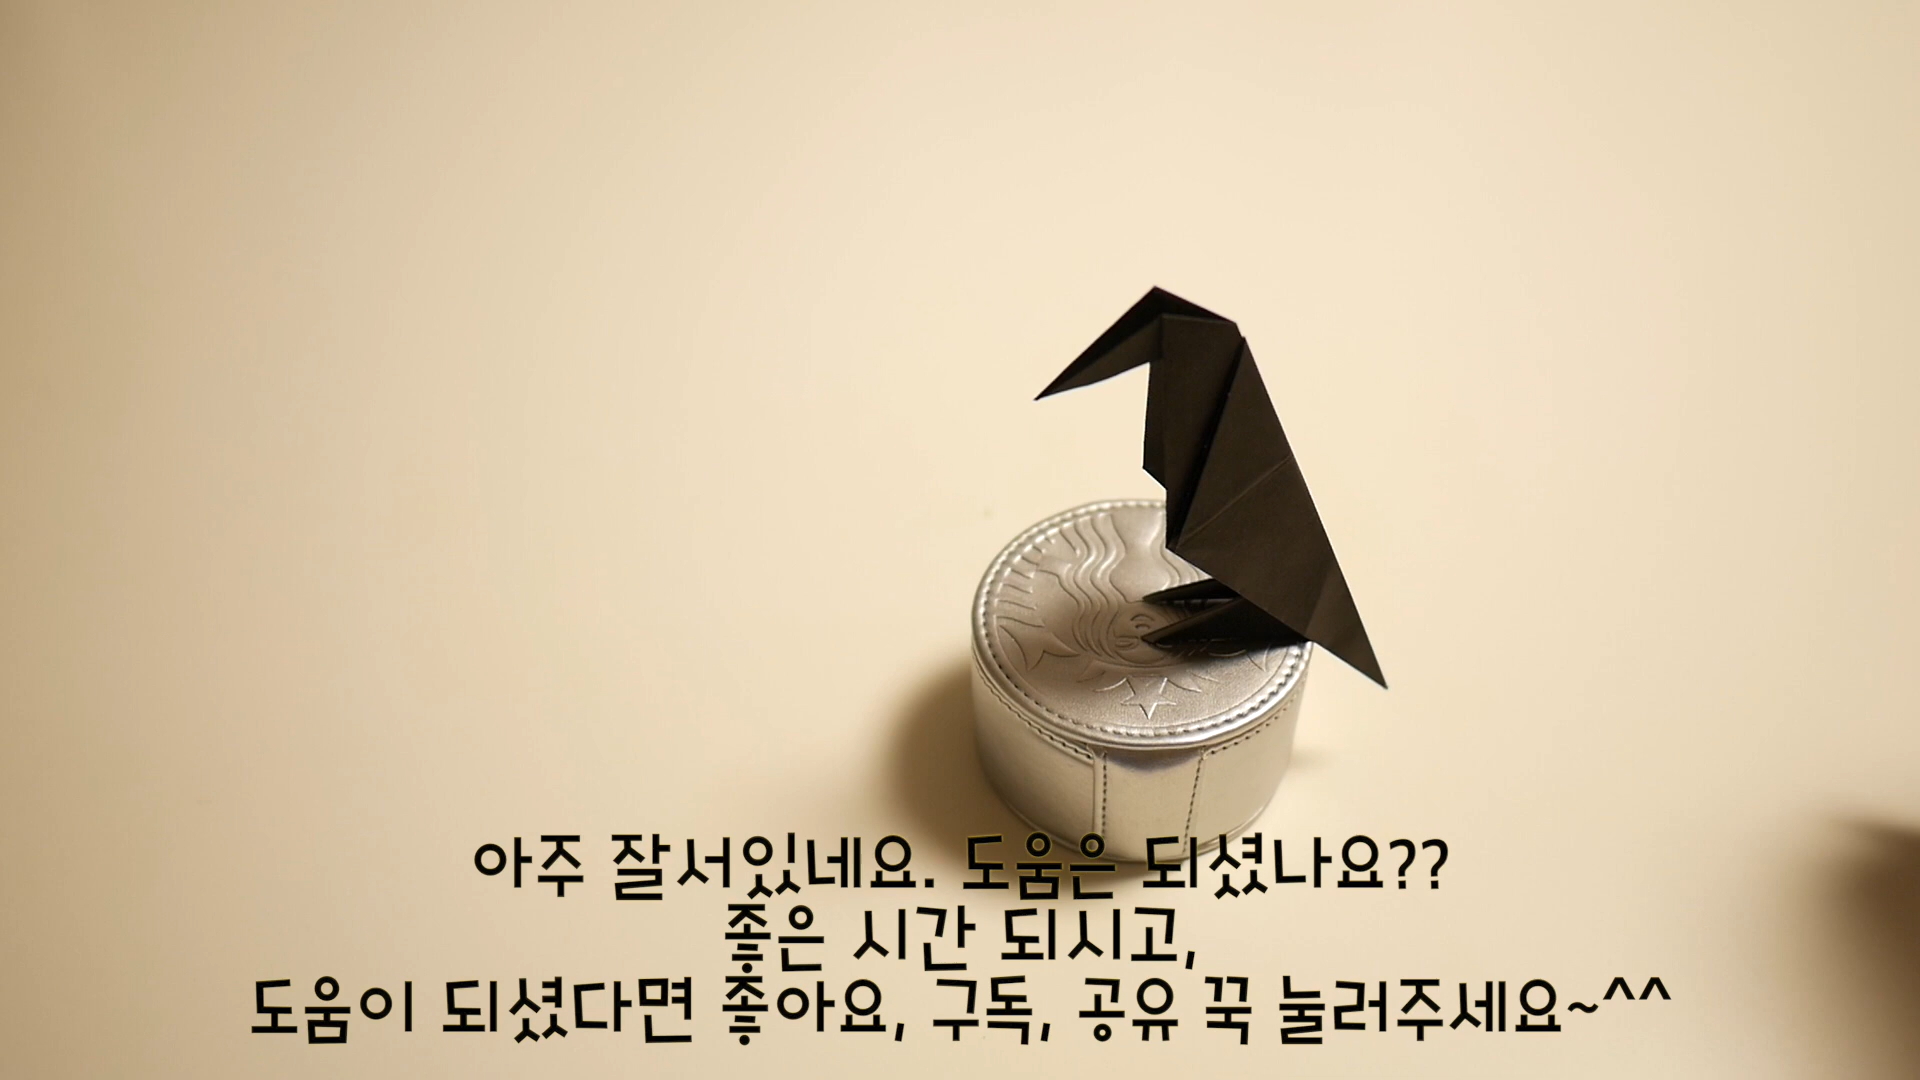 아주 잘서있네요. 도움은 되셨나요??
좋은 시간 되시고,
도움이 되셨다면 좋아요, 구독, 공유 꾹 눌러주세요~^^